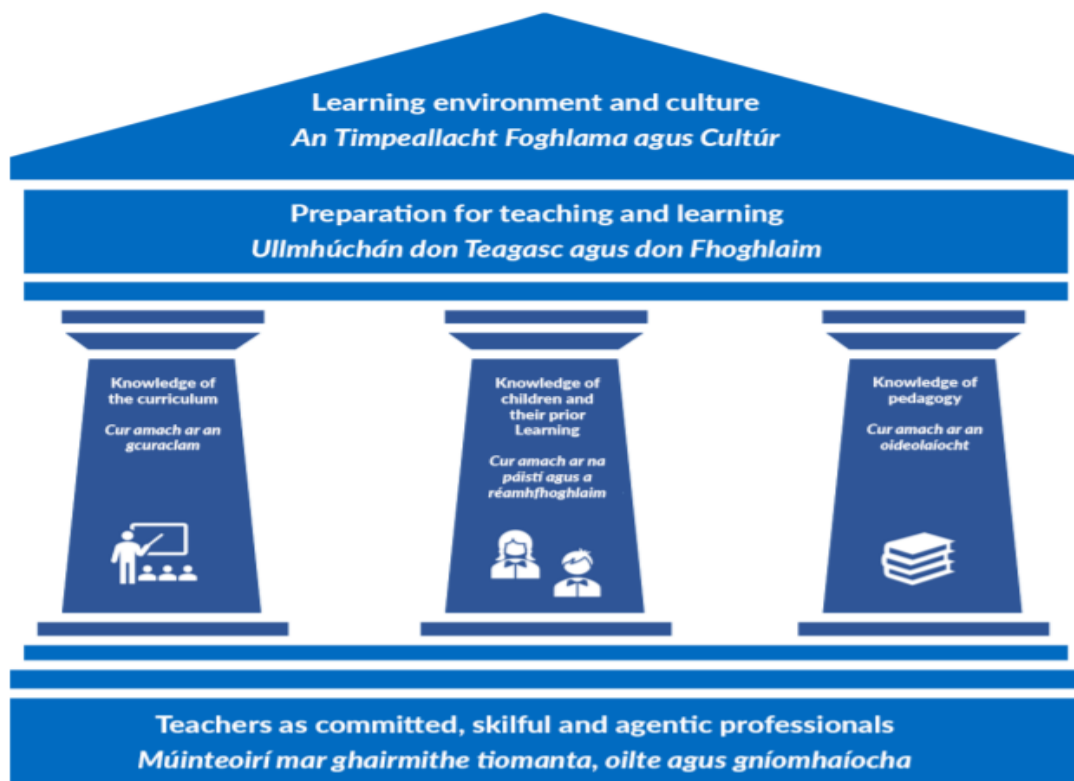 Learning environment and culture
An Timpeallacht Foghlama agus Cultúr
Preparation for teaching and learning
Ullmhúchán don Teagasc agus don Fhoghlaim
Knowledge of
the curriculum
Cur amach ar an
gcuraclam
Knowledge of
children and
their prior
Learning
Cur amach ar na
páistí agus a
réamhfhoghlaim
Knowledge of
pedagogy
Cur amach ar an
oideolaíocht
Teachers as committed, skilful and agentic professionals
Múinteoirí mar ghairmithe tiomanta, oilte agus gníomhaíocha